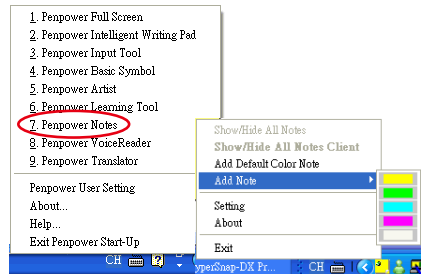 1. Penpower Full Screen
2. Penpower Intelligent Writing Pad
3. Penpower Input Tool
4. Penpower Basic Symbol
5. Penpower Artist
6. Penpower Learning Tool
7. Penpower Notes
8. Penpower VoiceReader
9. Penpower Translator
Penpower User Setting
About...
Help...
Exit Penpower Start-Up
CH
Show/Hide All Notes
Show/Hide All Notes Client
Add Default Color Note
Add Note
Setting
About
Exit
yperSnap-DX Pr...
CH